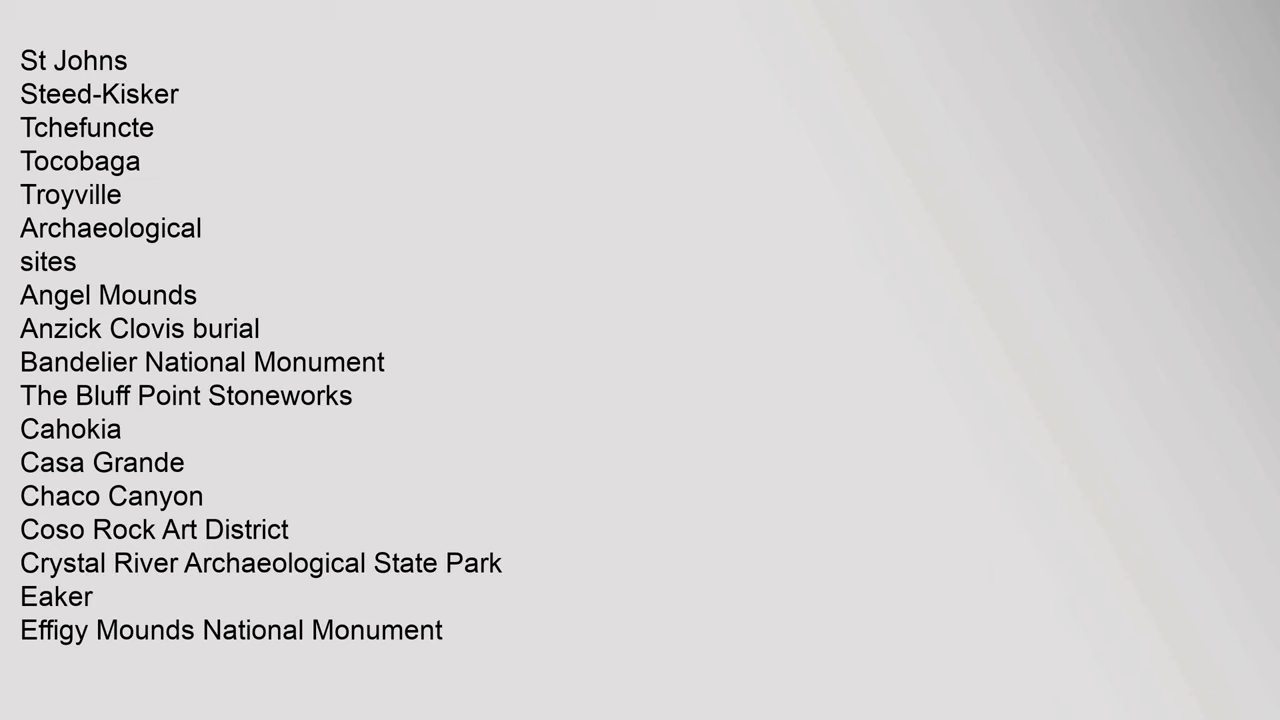 St Johns
Steed-Kisker
Tchefuncte
Tocobaga
Troyville
Archaeological
sites
Angel Mounds
Anzick Clovis burial
Bandelier National Monument
The Bluff Point Stoneworks
Cahokia
Casa Grande
Chaco Canyon
Coso Rock Art District
Crystal River Archaeological State Park
Eaker
Effigy Mounds National Monument